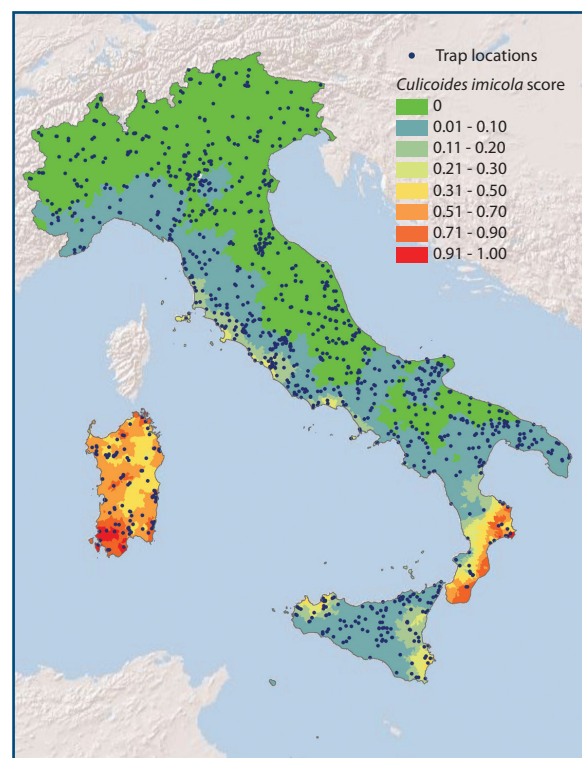 Trap locations
Culicoides imicola score
0
0.01 - 0.10
0.11 - 0.20
0.21 - 0.30
0.31 - 0.50
0.51 - 0.70
0.71 - 0.90
0.91 - 1.00